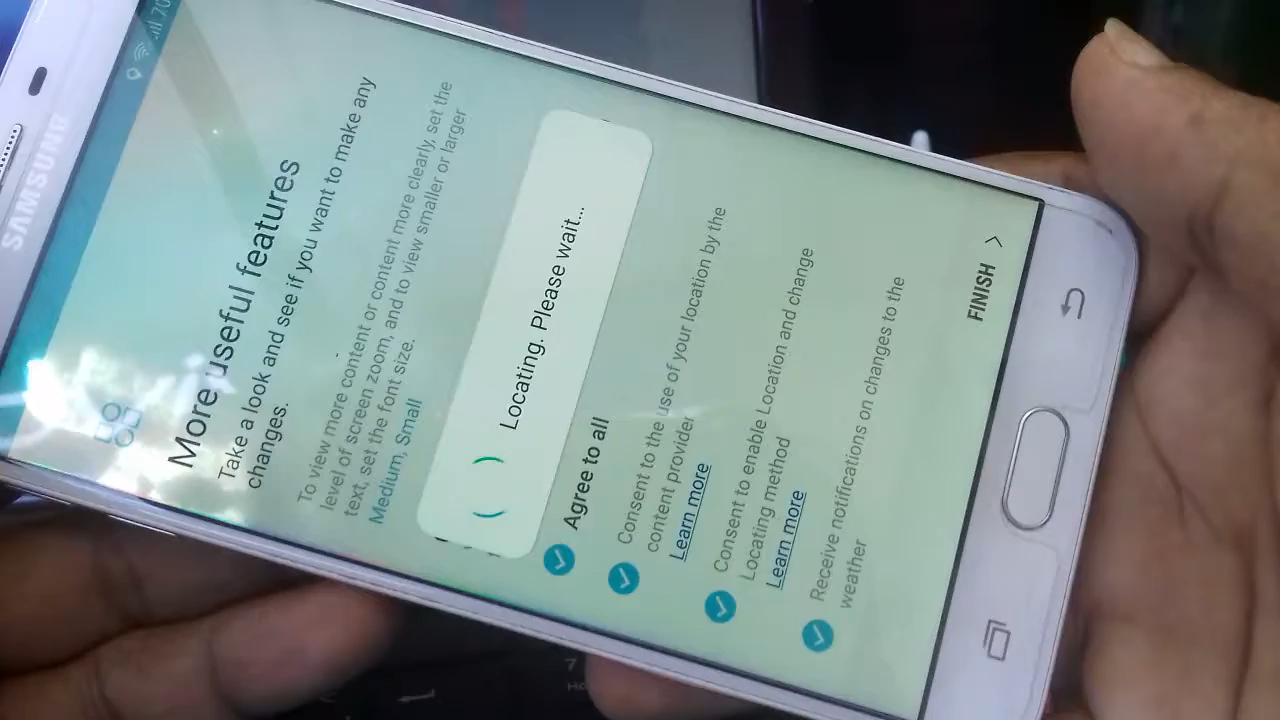 SAMSUNG
70
More useful features
Take a look and see if you want to make any
changes.
To view more content or content more clearly, set the
level of screen zoom, and to view smaller or larger
text, set the font size.
Medium, Small
Locating. Please wait...
Agree to all
Consent to the use of your location by the
content provider
Learn more
Consent to enable Location and change
Locating method
Learn more
Receive notifications on changes to the
weather
FINISH >
7
Ho